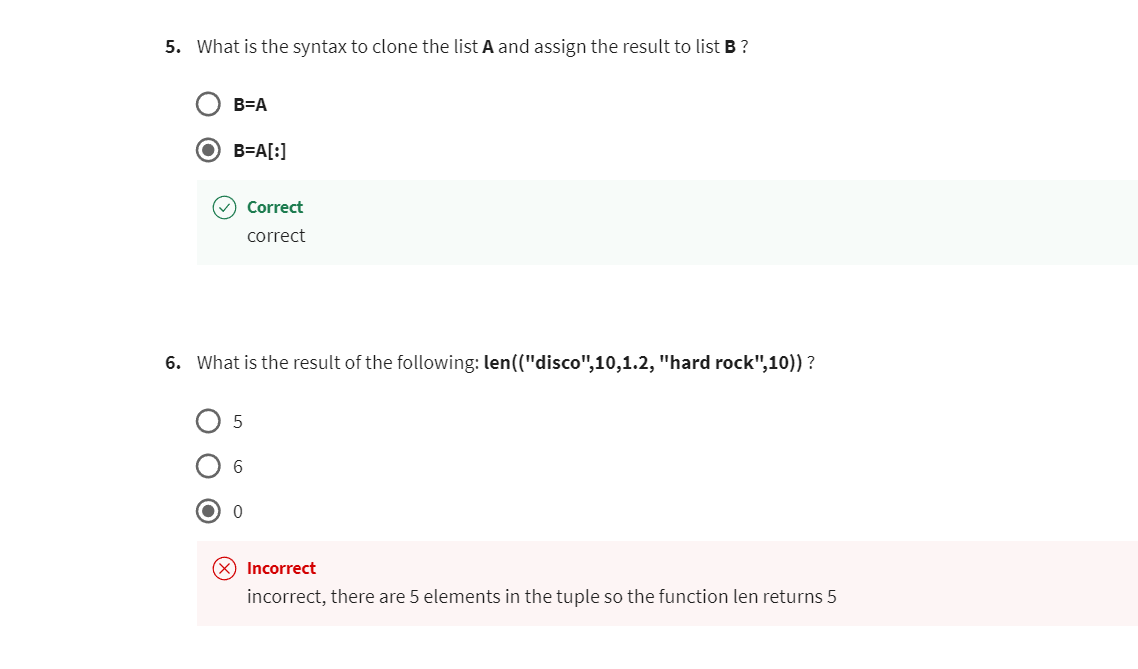 5. What is the syntax to clone the list A and assign the result to list B ?
B=A
B=A[:]
Correct
correct
6. What is the result of the following: len(("disco",10,1.2, "hard rock",10)) ?
5
6
0
Incorrect
incorrect, there are 5 elements in the tuple so the function len returns 5